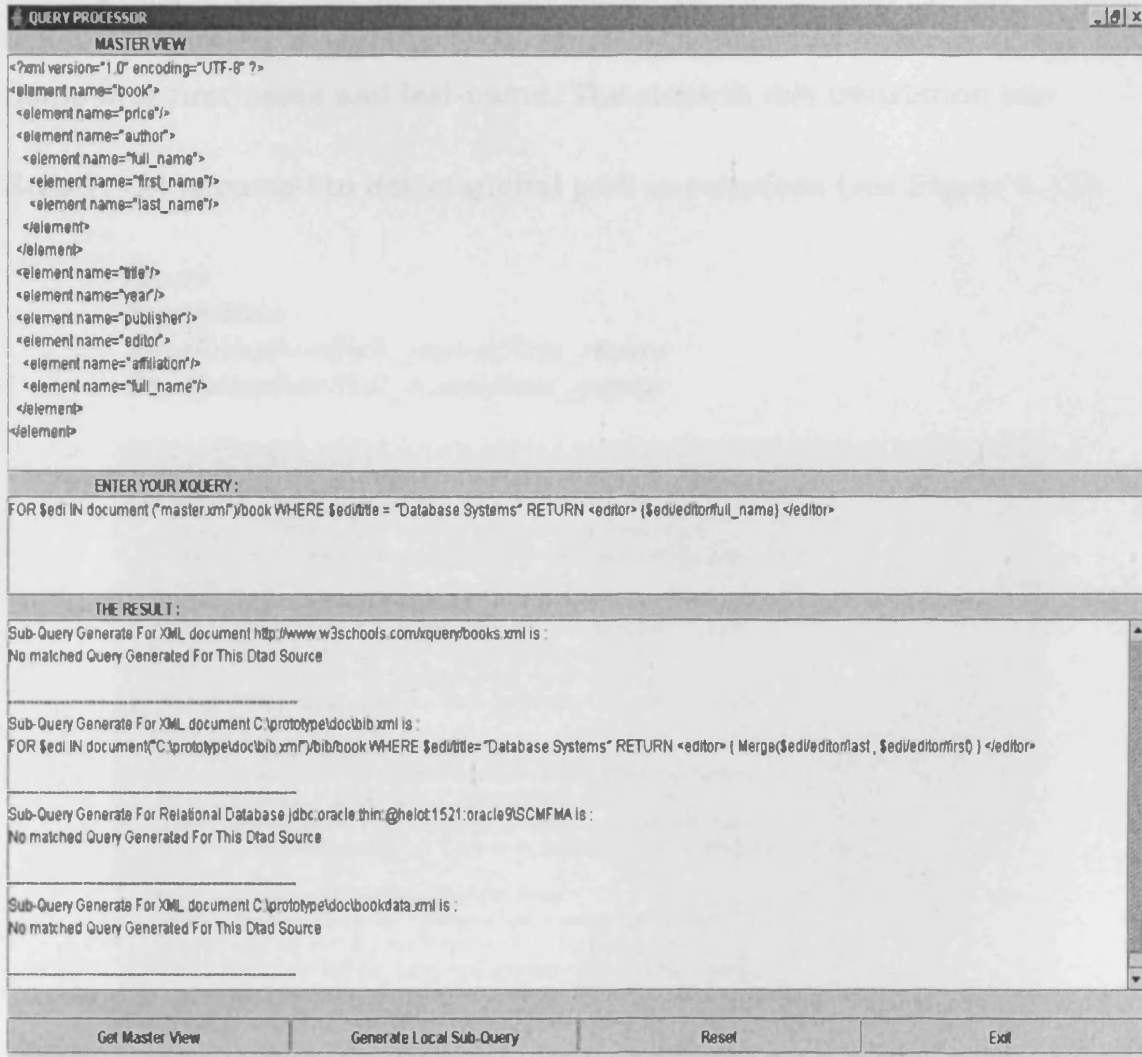 QUERY PROCESSOR
MASTER VIEW
<?xml version="1.0" encoding="UTF-8" ?>
<element name="book">
<element name="price"/>
<element name="author">
<element name="full_name">
<element name="first_name"/>
<element name="last_name"/>
</element>
</element>
<element name="title"/>
<element name="year"/>
<element name="publisher"/>
<element name="editor">
<element name="affiliation"/>
<element name="full_name"/>
</element>
</element>
ENTER YOUR XQUERY :
FOR $edi IN document ("master.xml")/book WHERE $edi/title = "Database Systems" RETURN <editor> {$edi/editor/full_name} </editor>
THE RESULT :
Sub-Query Generate For XML document http://www.w3schools.com/xquery/books.xml is :
No matched Query Generated For This Dtad Source
Sub-Query Generate For XML document C:\prototype\doc\bib.xml is :
FOR $edi IN document("C:\prototype\doc\bib.xml")/bib/book WHERE $edi/title= "Database Systems" RETURN <editor> { Merge($edi/editor/last , $edi/editor/first) } </editor>
Sub-Query Generate For Relational Database jdbc:oracle:thin:@helot:1521:oracle9\SCMFMA is :
No matched Query Generated For This Dtad Source
Sub-Query Generate For XML document C:\prototype\doc\bookdata.xml is :
No matched Query Generated For This Dtad Source
Get Master View
Generate Local Sub-Query
Reset
Exit